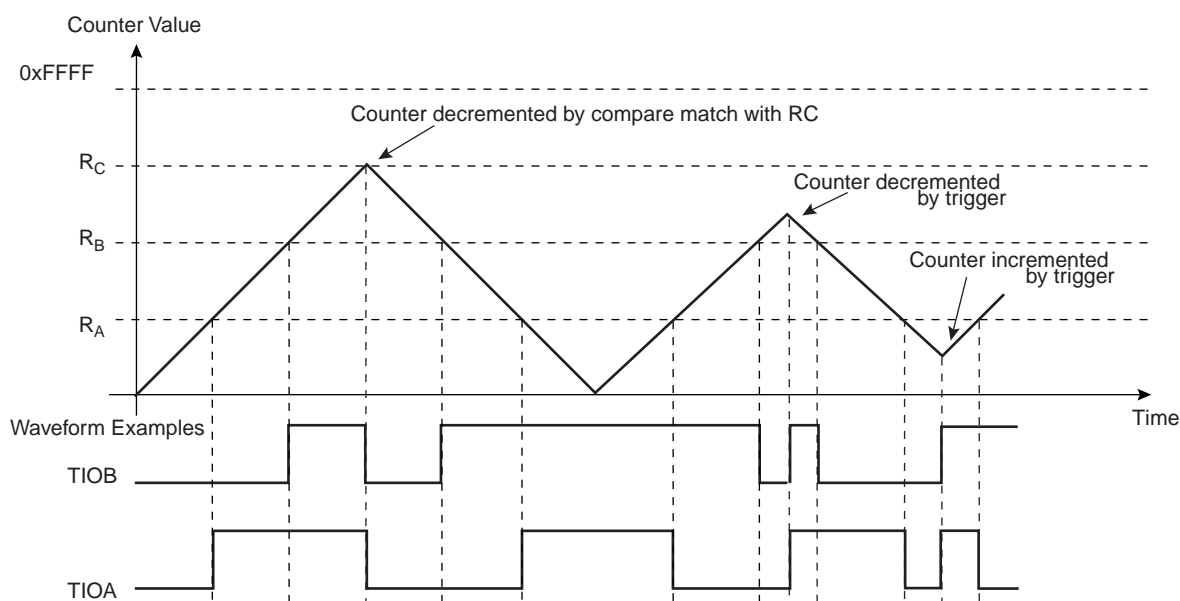 Counter Value
0xFFFF
Counter decremented by compare match with RC
RC
Counter decremented
by trigger
RB
Counter incremented
by trigger
RA
Time
Waveform Examples
TIOB
TIOA